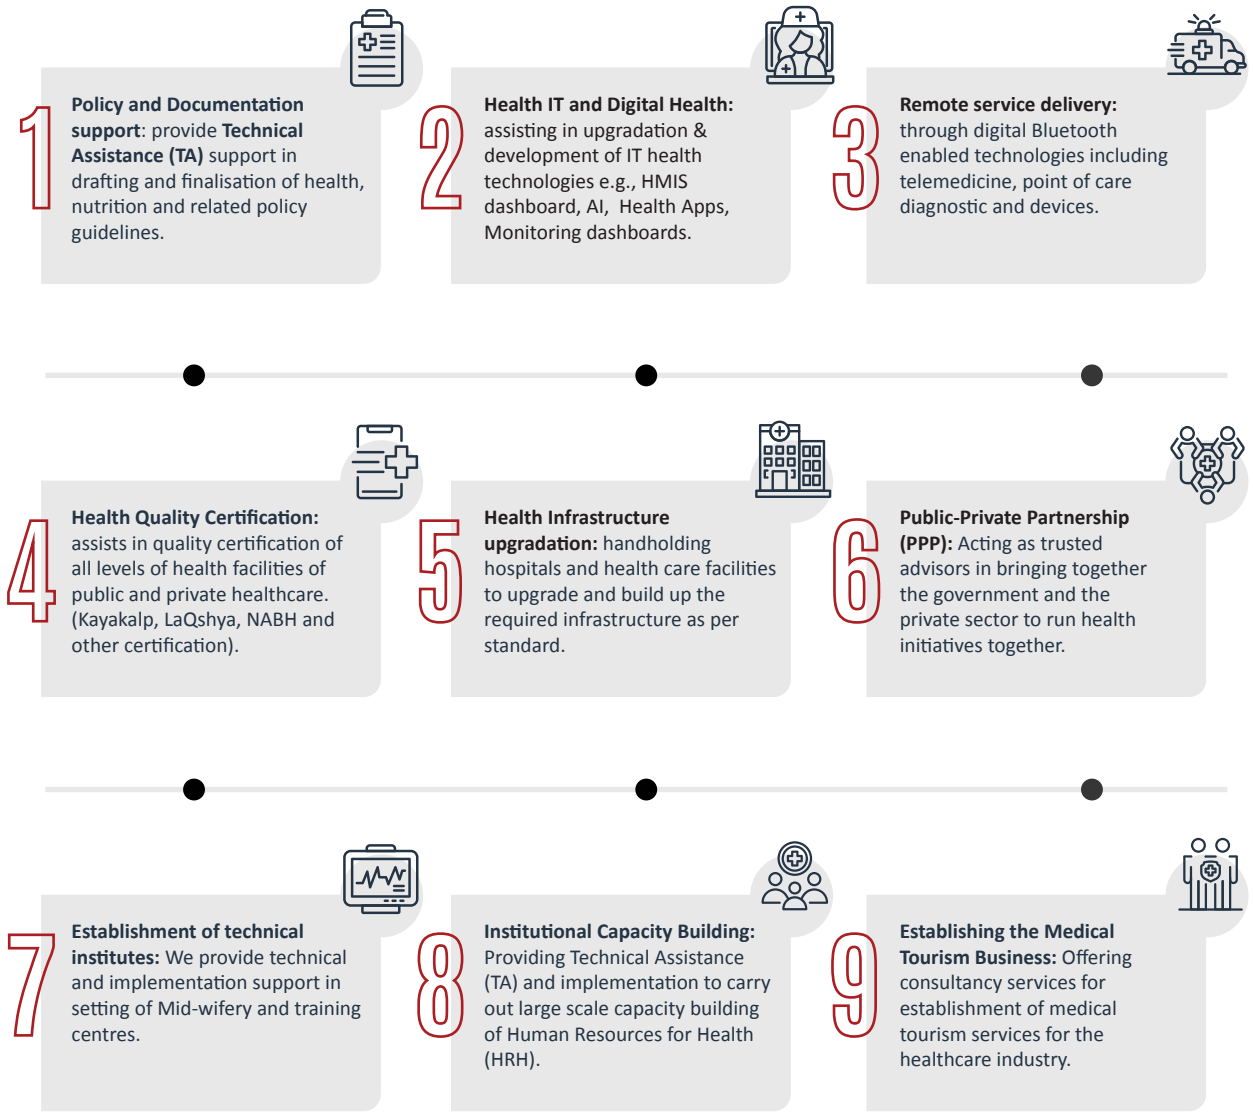 1
Policy and Documentation
support: provide Technical
Assistance (TA) support in
drafting and finalisation of health,
nutrition and related policy
guidelines.
2
Health IT and Digital Health:
assisting in upgradation &
development of IT health
technologies e.g., HMIS
dashboard, AI, Health Apps,
Monitoring dashboards.
3
Remote service delivery:
through digital Bluetooth
enabled technologies including
telemedicine, point of care
diagnostic and devices.
4
Health Quality Certification:
assists in quality certification of
all levels of health facilities of
public and private healthcare.
(Kayakalp, LaQshya, NABH and
other certification).
5
Health Infrastructure
upgradation: handholding
hospitals and health care facilities
to upgrade and build up the
required infrastructure as per
standard.
6
Public-Private Partnership
(PPP): Acting as trusted
advisors in bringing together
the government and the
private sector to run health
initiatives together.
7
Establishment of technical
institutes: We provide technical
and implementation support in
setting of Mid-wifery and training
centres.
8
Institutional Capacity Building:
Providing Technical Assistance
(TA) and implementation to carry
out large scale capacity building
of Human Resources for Health
(HRH).
9
Establishing the Medical
Tourism Business: Offering
consultancy services for
establishment of medical
tourism services for the
healthcare industry.